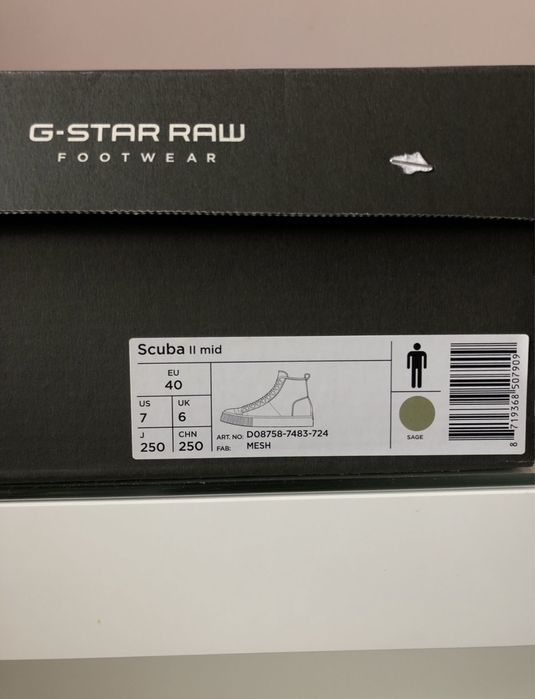 G-STAR RAW
FOOTWEAR
Scuba II mid
EU
40
US
7
UK
6
J
250
CHN
250
ART. NO: D08758-7483-724
FAB: MESH
SAGE
8 719368 507909